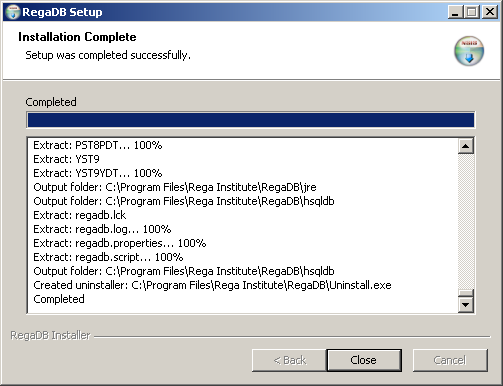 RegaDB Setup
Installation Complete
Setup was completed successfully.
Completed
Extract: PST8PDT... 100%
Extract: YST9
Extract: YST9YDT... 100%
Output folder: C:\Program Files\Rega Institute\RegaDB\jre
Output folder: C:\Program Files\Rega Institute\RegaDB\hsqldb
Extract: regadb.lck
Extract: regadb.log... 100%
Extract: regadb.properties... 100%
Extract: regadb.script... 100%
Output folder: C:\Program Files\Rega Institute\RegaDB\hsqldb
Created uninstaller: C:\Program Files\Rega Institute\RegaDB\Uninstall.exe
Completed
RegaDB Installer
< Back
Close
Cancel